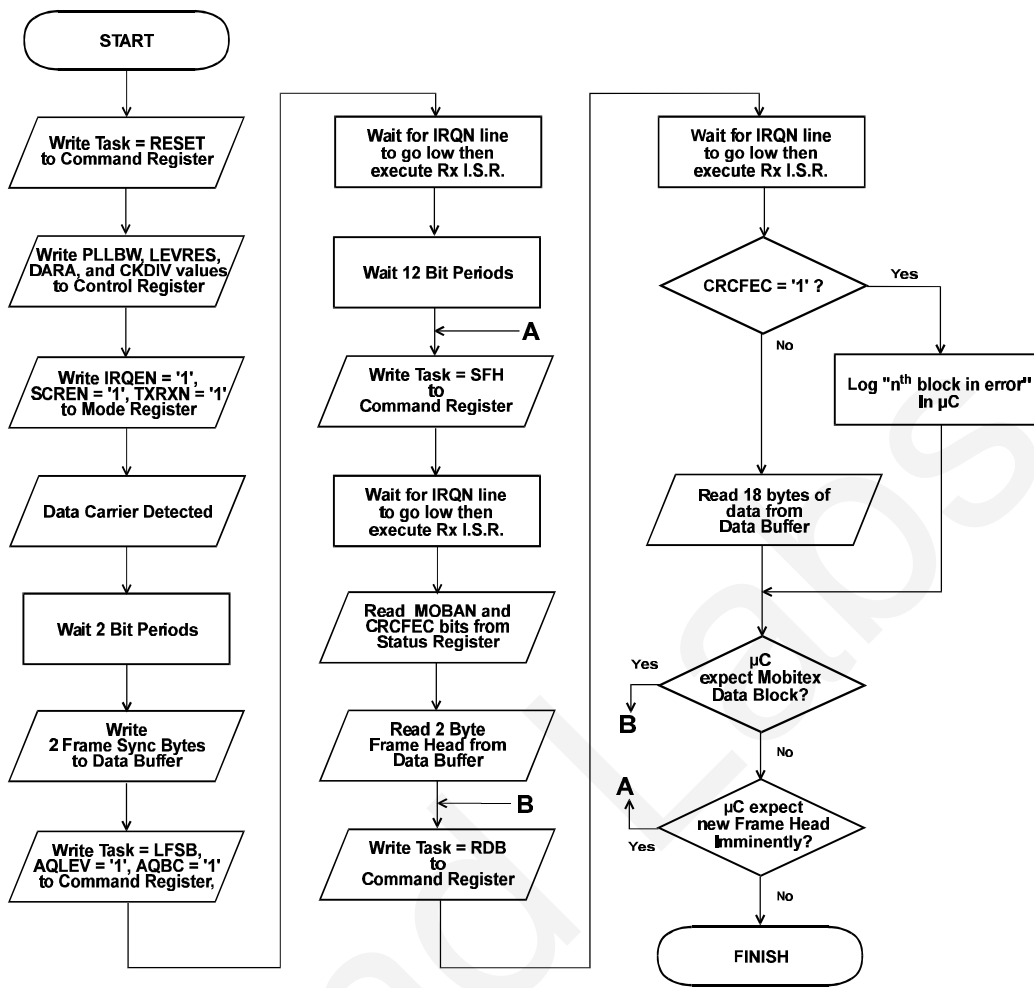 START
Write Task = RESET
to Command Register
Write PLLBW, LEVRES,
DARA, and CKDIV values
to Control Register
Write IRQEN = '1',
SCREN = '1', TXRXN = '1'
to Mode Register
Data Carrier Detected
Wait 2 Bit Periods
Write
2 Frame Sync Bytes
to Data Buffer
Write Task = LFSB,
AQLEV = '1', AQBC = '1'
to Command Register,
Wait for IRQN line
to go low then
execute Rx I.S.R.
Wait 12 Bit Periods
A
Write Task = SFH
to
Command Register
Wait for IRQN line
to go low then
execute Rx I.S.R.
Read MOBAN and
CRCFEC bits from
Status Register
Read 2 Byte
Frame Head from
Data Buffer
B
Write Task = RDB
to
Command Register
Wait for IRQN line
to go low then
execute Rx I.S.R.
CRCFEC = '1' ?
Yes
No
Log "nth block in error"
In µC
Read 18 bytes of
data from
Data Buffer
µC
expect Mobitex
Data Block?
Yes
B
No
A
µC expect
new Frame Head
Imminently?
Yes
No
FINISH
ad Labs